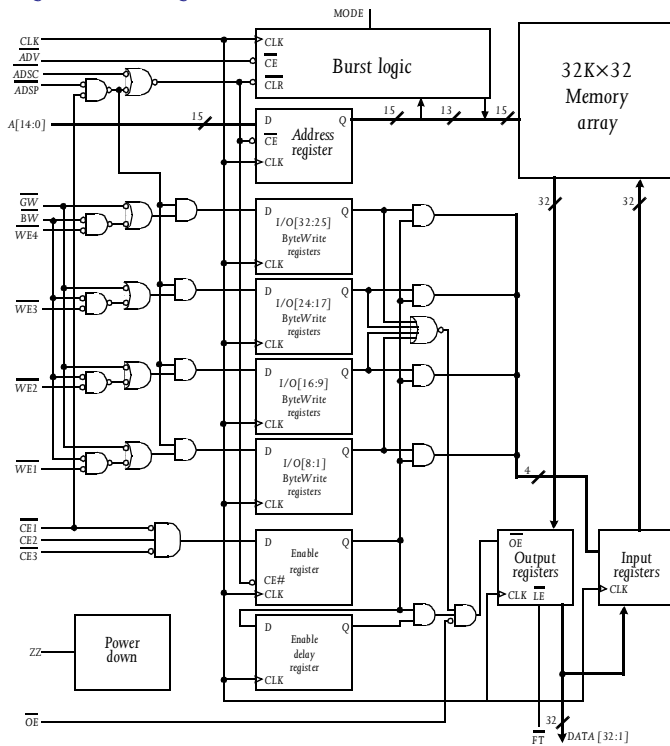 MODE
CLK
ADV
ADSC
ADSP
CLK
CE
CLR
Burst logic
32K×32
Memory
array
A[14:0]
15
D
Q
CE
CLK
Address
register
15
13
15
GW
BW
WE4
D
Q
I/O[32:25]
ByteWrite
registers
CLK
32
32
WE3
D
Q
I/O[24:17]
ByteWrite
registers
CLK
WE2
D
Q
I/O[16:9]
ByteWrite
registers
CLK
WE1
D
Q
I/O[8:1]
ByteWrite
registers
CLK
4
CE1
CE2
CE3
D
Q
Enable
register
CE#
CLK
OE
Output
registers
CLK
LE
Input
registers
CLK
ZZ
Power
down
D
Q
Enable
delay
register
CLK
OE
FT
32
DATA [32:1]